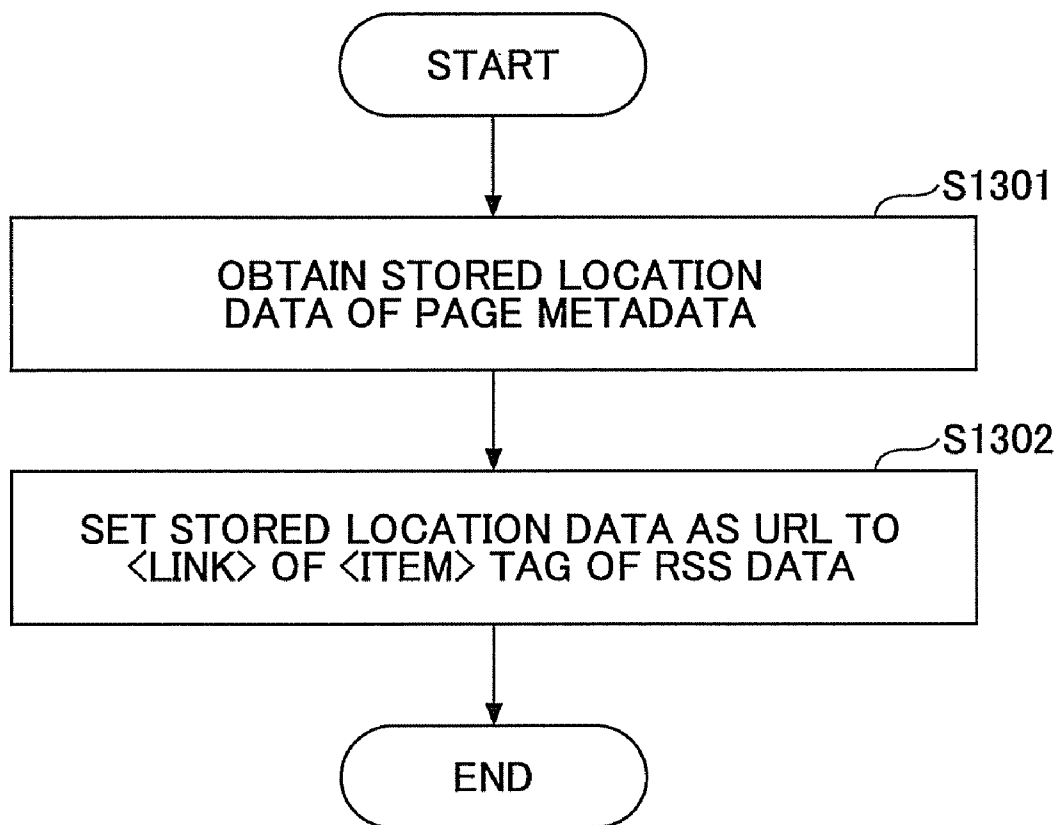 START
S1301
OBTAIN STORED LOCATION
DATA OF PAGE METADATA
S1302
SET STORED LOCATION DATA AS URL TO
<LINK> OF <ITEM> TAG OF RSS DATA
END